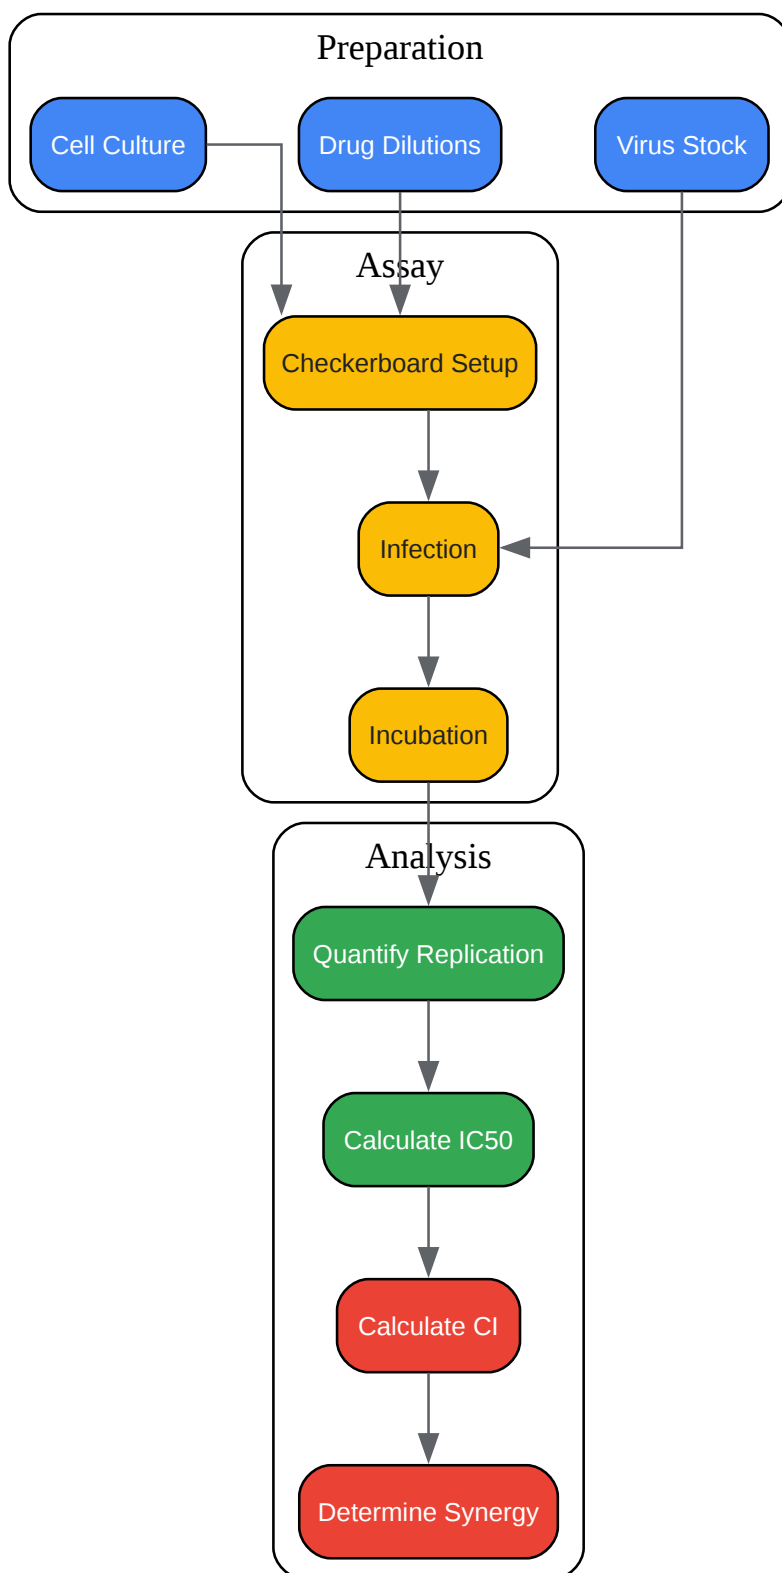 Preparation
Cell Culture
Drug Dilutions
Virus Stock
Assay
Checkerboard Setup
Infection
Incubation
Analysis
Quantify Replication
Calculate IC50
Calculate CI
Determine Synergy